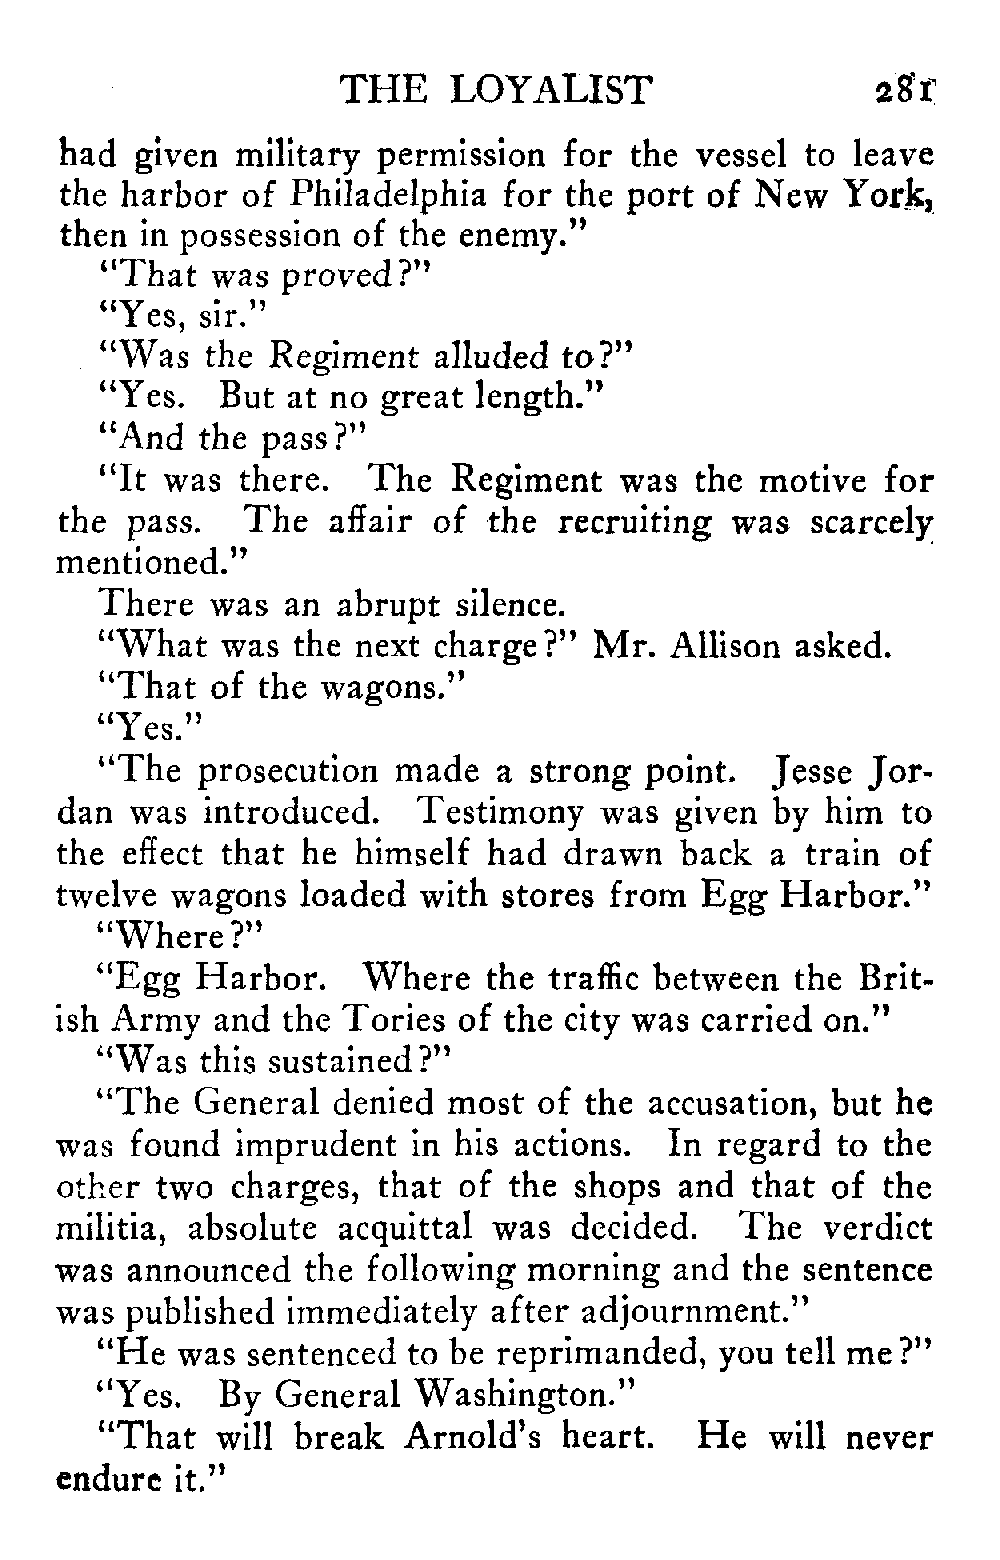 THE LOYALIST 281
had given military permission for the vessel to leave
the harbor of Philadelphia for the port of New York,
then in possession of the enemy."
"That was proved?"
"Yes, sir."
"Was the Regiment alluded to?"
"Yes. But at no great length."
"And the pass?"
"It was there. The Regiment was the motive for
the pass. The affair of the recruiting was scarcely
mentioned."
There was an abrupt silence.
"What was the next charge?" Mr. Allison asked.
"That of the wagons."
"Yes."
"The prosecution made a strong point. Jesse Jor-
dan was introduced. Testimony was given by him to
the effect that he himself had drawn back a train of
twelve wagons loaded with stores from Egg Harbor."
"Where?"
"Egg Harbor. Where the traffic between the Brit-
ish Army and the Tories of the city was carried on."
"Was this sustained?"
"The General denied most of the accusation, but he
was found imprudent in his actions. In regard to the
other two charges, that of the shops and that of the
militia, absolute acquittal was decided. The verdict
was announced the following morning and the sentence
was published immediately after adjournment."
"He was sentenced to be reprimanded, you tell me?"
"Yes. By General Washington."
"That will break Arnold's heart. He will never
endure it."